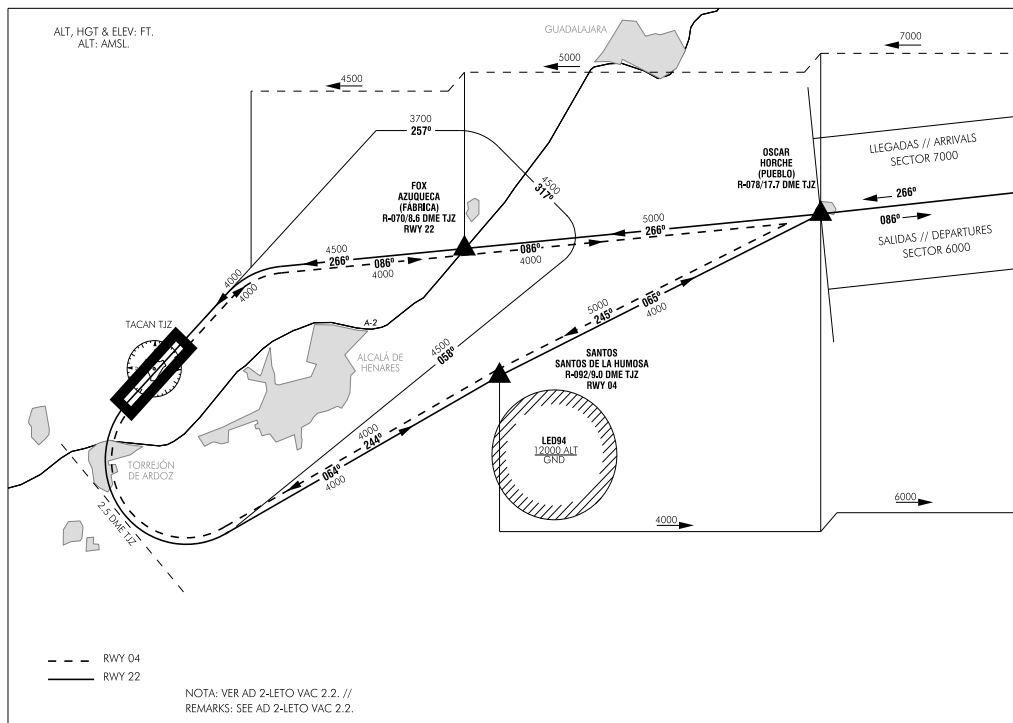 ALT, HGT & ELEV: FT.
ALT: AMSL.
GUADALAJARA
7000
5000
4500
3700
257º
4500
317º
OSCAR
HORCHE
(PUEBLO)
R-078/17.7 DME TJZ
LLEGADAS // ARRIVALS
SECTOR 7000
FOX
AZUQUECA
(FÁBRICA)
R-070/8.6 DME TJZ
RWY 22
266º
086º
SALIDAS // DEPARTURES
SECTOR 6000
5000
266º
086º
4000
4500
266º
086º
4000
4000
4000
TACAN TJZ
A-2
ALCALÁ DE
HENARES
5000
245º
065º
4000
4500
058º
SANTOS
SANTOS DE LA HUMOSA
R-092/9.0 DME TJZ
RWY 04
LED94
12000 ALT
GND
4000
244º
064º
4000
TORREJÓN
DE ARDOZ
2.5 DME TJZ
6000
4000
RWY 04
RWY 22
NOTA: VER AD 2-LETO VAC 2.2. //
REMARKS: SEE AD 2-LETO VAC 2.2.